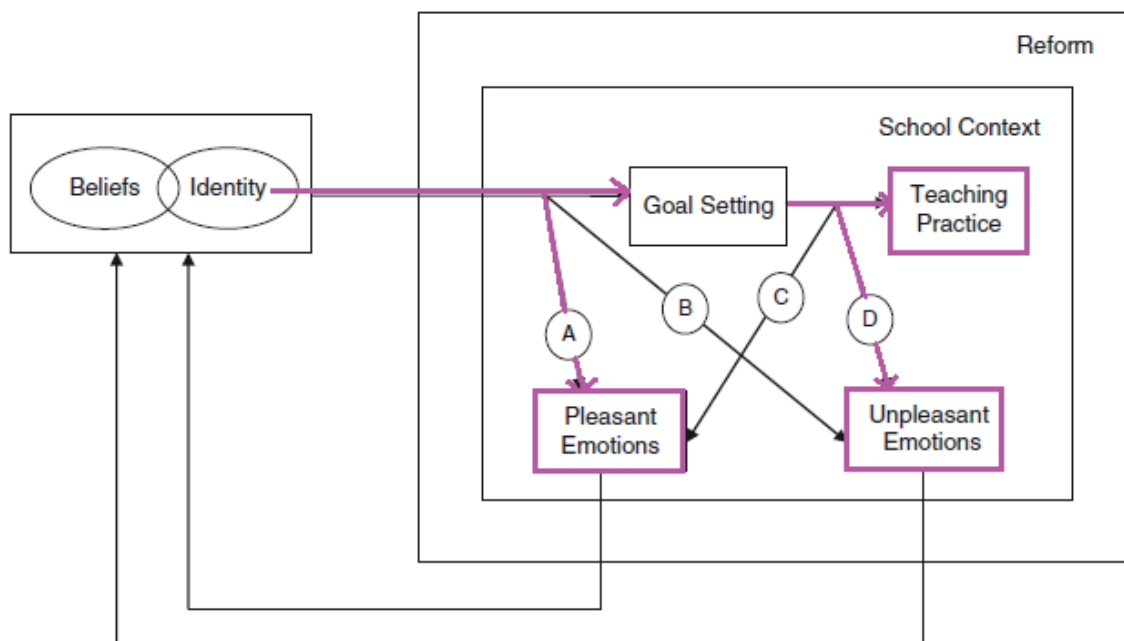 Reform
School Context
Beliefs
Identity
Goal Setting
Teaching
Practice
A
B
C
D
Pleasant
Emotions
Unpleasant
Emotions